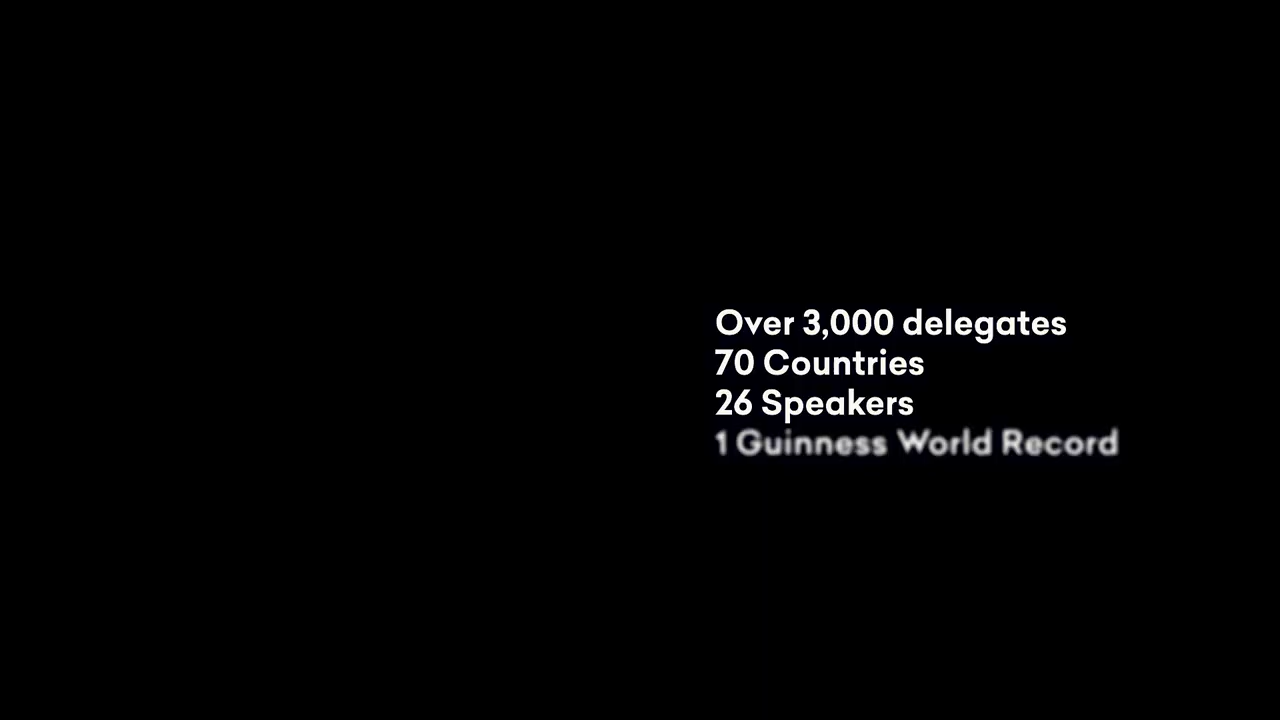 Over 3,000 delegates
70 Countries
26 Speakers
1 Guinness World Record